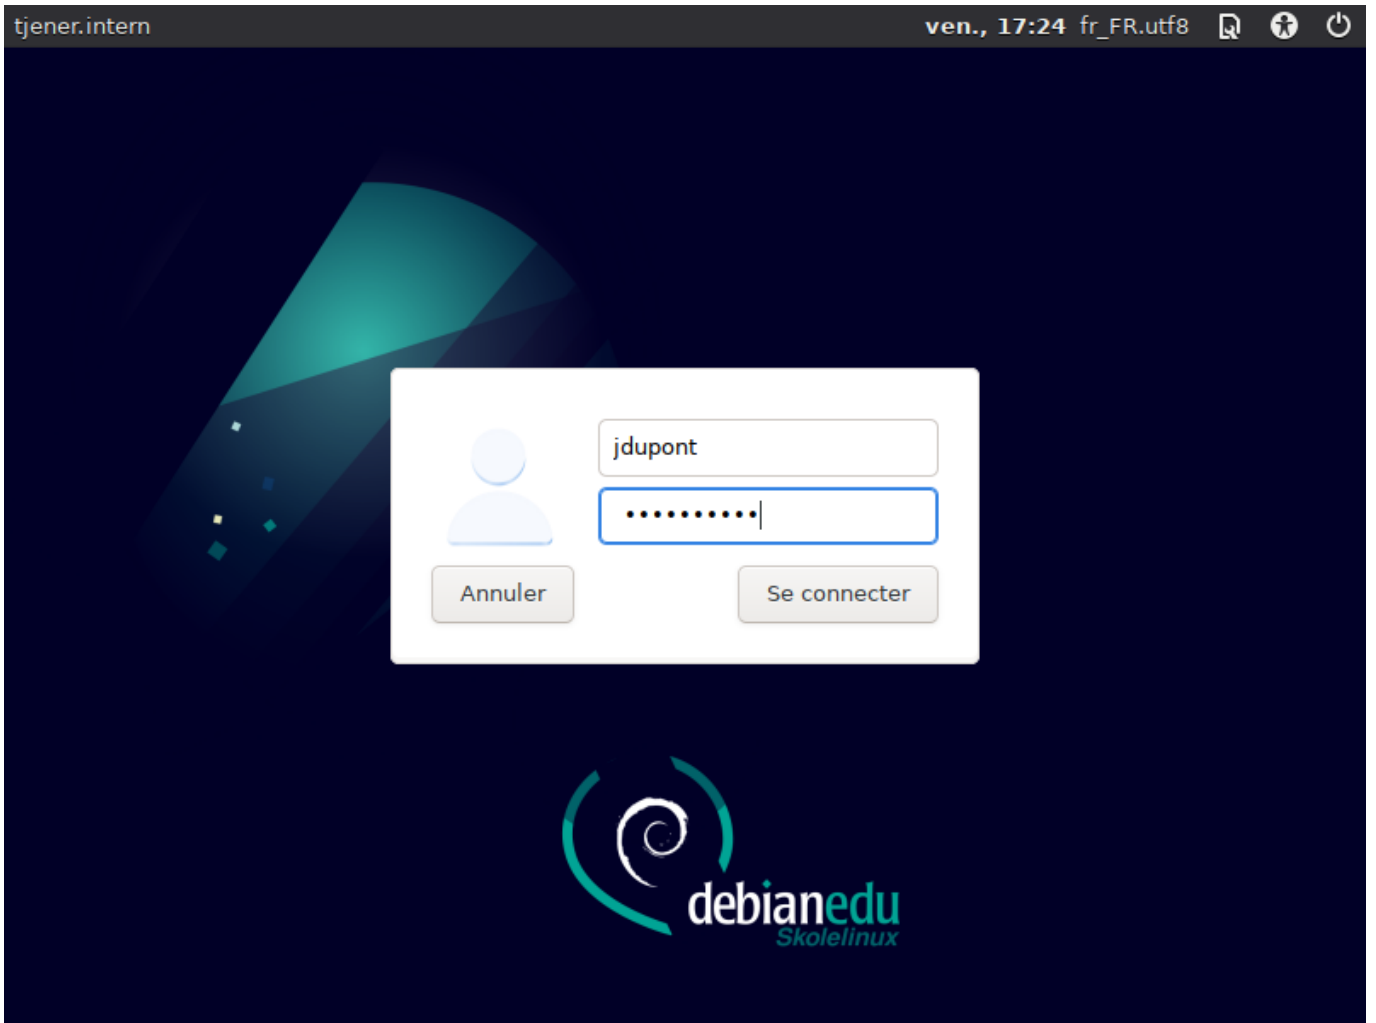 tjener.intern
ven., 17:24 fr_FR.utf8
jdupont
••••••••••
Annuler
Se connecter
debianedu
Skolelinux